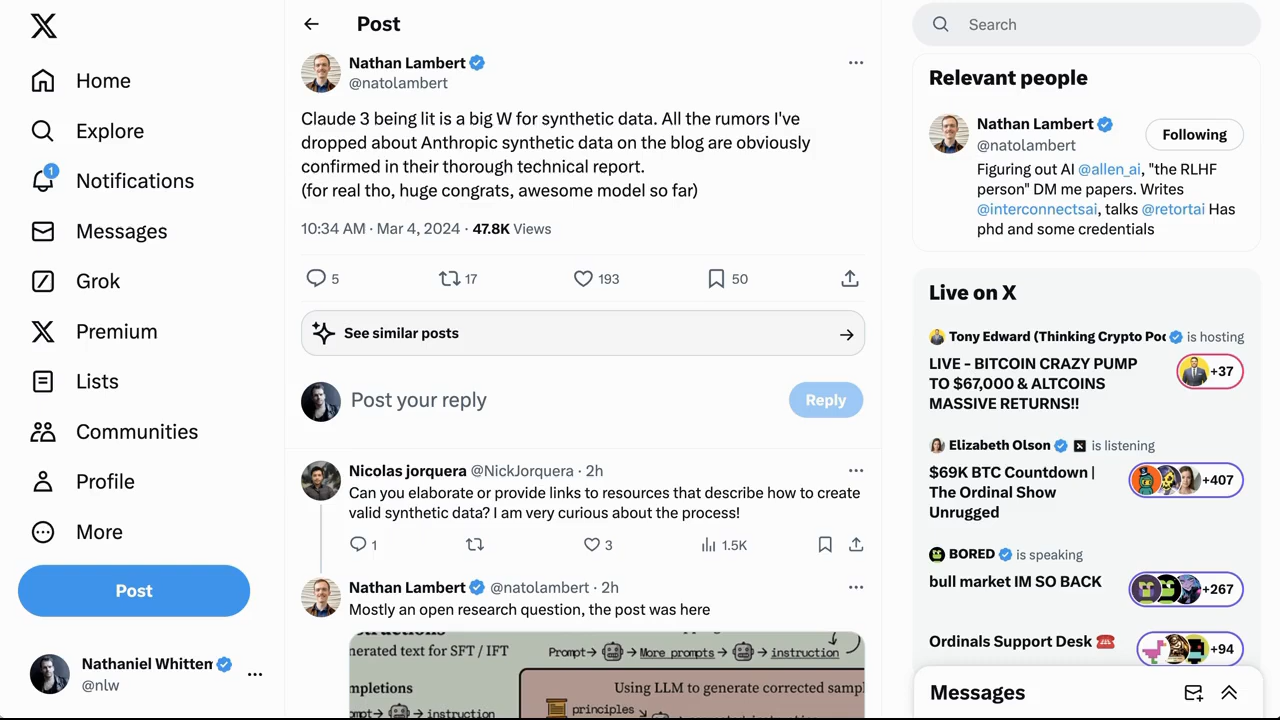 Home
Explore
1
Notifications
Messages
Grok
Premium
Lists
Communities
Profile
More
Post
Nathaniel Whitten
@nlw
Post
Nathan Lambert
@natolambert
Claude 3 being lit is a big W for synthetic data. All the rumors I've
dropped about Anthropic synthetic data on the blog are obviously
confirmed in their thorough technical report.
(for real tho, huge congrats, awesome model so far)
10:34 AM · Mar 4, 2024 · 47.8K Views
5 17 193 50
See similar posts
Post your reply
Reply
Nicolas jorquera @NickJorquera · 2h
Can you elaborate or provide links to resources that describe how to create
valid synthetic data? I am very curious about the process!
1 3 1.5K
Nathan Lambert @natolambert · 2h
Mostly an open research question, the post was here
nerated text for SFT / IFT
Prompt→ → More prompts → → instruction
mpletions
Using LLM to generate corrected sampl
→ instruction
principles
Search
Relevant people
Nathan Lambert
@natolambert
Following
Figuring out AI @allen_ai, "the RLHF
person" DM me papers. Writes
@interconnectsai, talks @retortai Has
phd and some credentials
Live on X
Tony Edward (Thinking Crypto Poc is hosting
LIVE - BITCOIN CRAZY PUMP
TO $67,000 & ALTCOINS
MASSIVE RETURNS!!
+37
Elizabeth Olson is listening
$69K BTC Countdown |
The Ordinal Show
Unrugged
+407
BORED is speaking
bull market IM SO BACK
+267
Ordinals Support Desk ☎️
+94
Messages